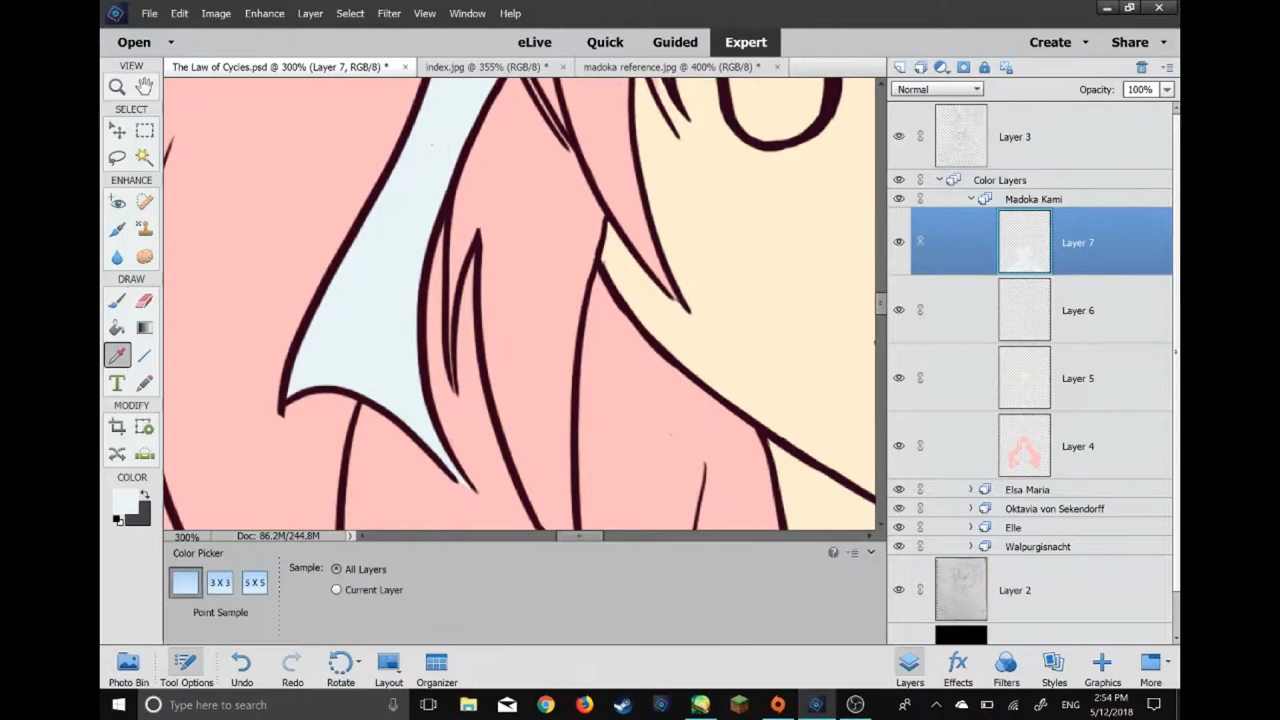 File Edit Image Enhance Layer Select Filter View Window Help
Open eLive Quick Guided Expert Create Share
VIEW The Law of Cycles.psd @ 300% (Layer 7, RGB/8) * × index.jpg @ 355% (RGB/8) * × madoka reference.jpg @ 400% (RGB/8) * ×
Normal Opacity: 100%
SELECT
Layer 3
ENHANCE
Color Layers
Madoka Kami
Layer 7
DRAW
Layer 6
Layer 5
T
MODIFY
Layer 4
COLOR
Elsa Maria
Oktavia von Sekendorff
Elle
300% Doc: 86.2M/244.8M
Walpurgisnacht
Color Picker
Sample: All Layers
3 X 3 5 X 5
Current Layer
Layer 2
Point Sample
fx
Photo Bin Tool Options Undo Redo Rotate Layout Organizer Layers Effects Filters Styles Graphics More
Type here to search
2:54 PM
5/12/2018